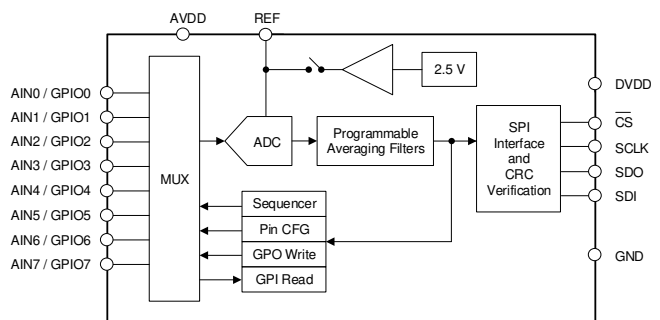 AVDD
REF
2.5 V
AIN0 / GPIO0
AIN1 / GPIO1
AIN2 / GPIO2
AIN3 / GPIO3
AIN4 / GPIO4
AIN5 / GPIO5
AIN6 / GPIO6
AIN7 / GPIO7
MUX
ADC
Programmable
Averaging Filters
Sequencer
Pin CFG
GPO Write
GPI Read
SPI
Interface
and
CRC
Verification
DVDD
CS
SCLK
SDO
SDI
GND